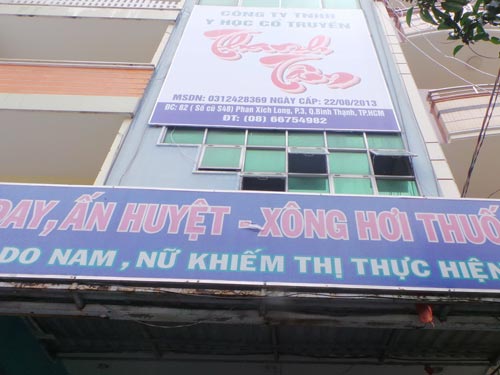 CÔNG TY TNHH
Y HỌC CỔ TRUYỀN
Thanh
Tâm
MSDN: 0312428369 NGÀY CẤP: 22/08/2013
ĐC: 82 ( Số cũ S48) Phan Xích Long, P.3, Q.Bình Thạnh, TP.HCM
ĐT: (08) 66754982
DAY, ẤN HUYỆT - XÔNG HƠI THUỐ
DO NAM , NỮ KHIẾM THỊ THỰC HIỆN